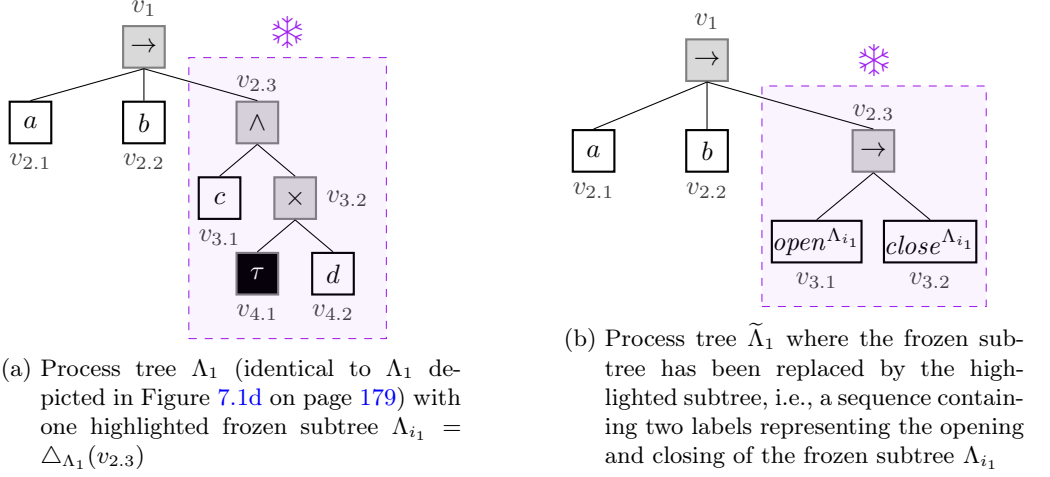 v1
→
v2.3
a
b
∧
v2.1
v2.2
c
×
v3.2
v3.1
τ
d
v4.1
v4.2
(a) Process tree Λ1 (identical to Λ1 de-
picted in Figure 7.1d on page 179) with
one highlighted frozen subtree Λi1 =
△Λ1(v2.3)
v1
→
v2.3
a
b
→
v2.1
v2.2
open^Λi1
close^Λi1
v3.1
v3.2
(b) Process tree Λ̃1 where the frozen sub-
tree has been replaced by the high-
lighted subtree, i.e., a sequence contain-
ing two labels representing the opening
and closing of the frozen subtree Λi1